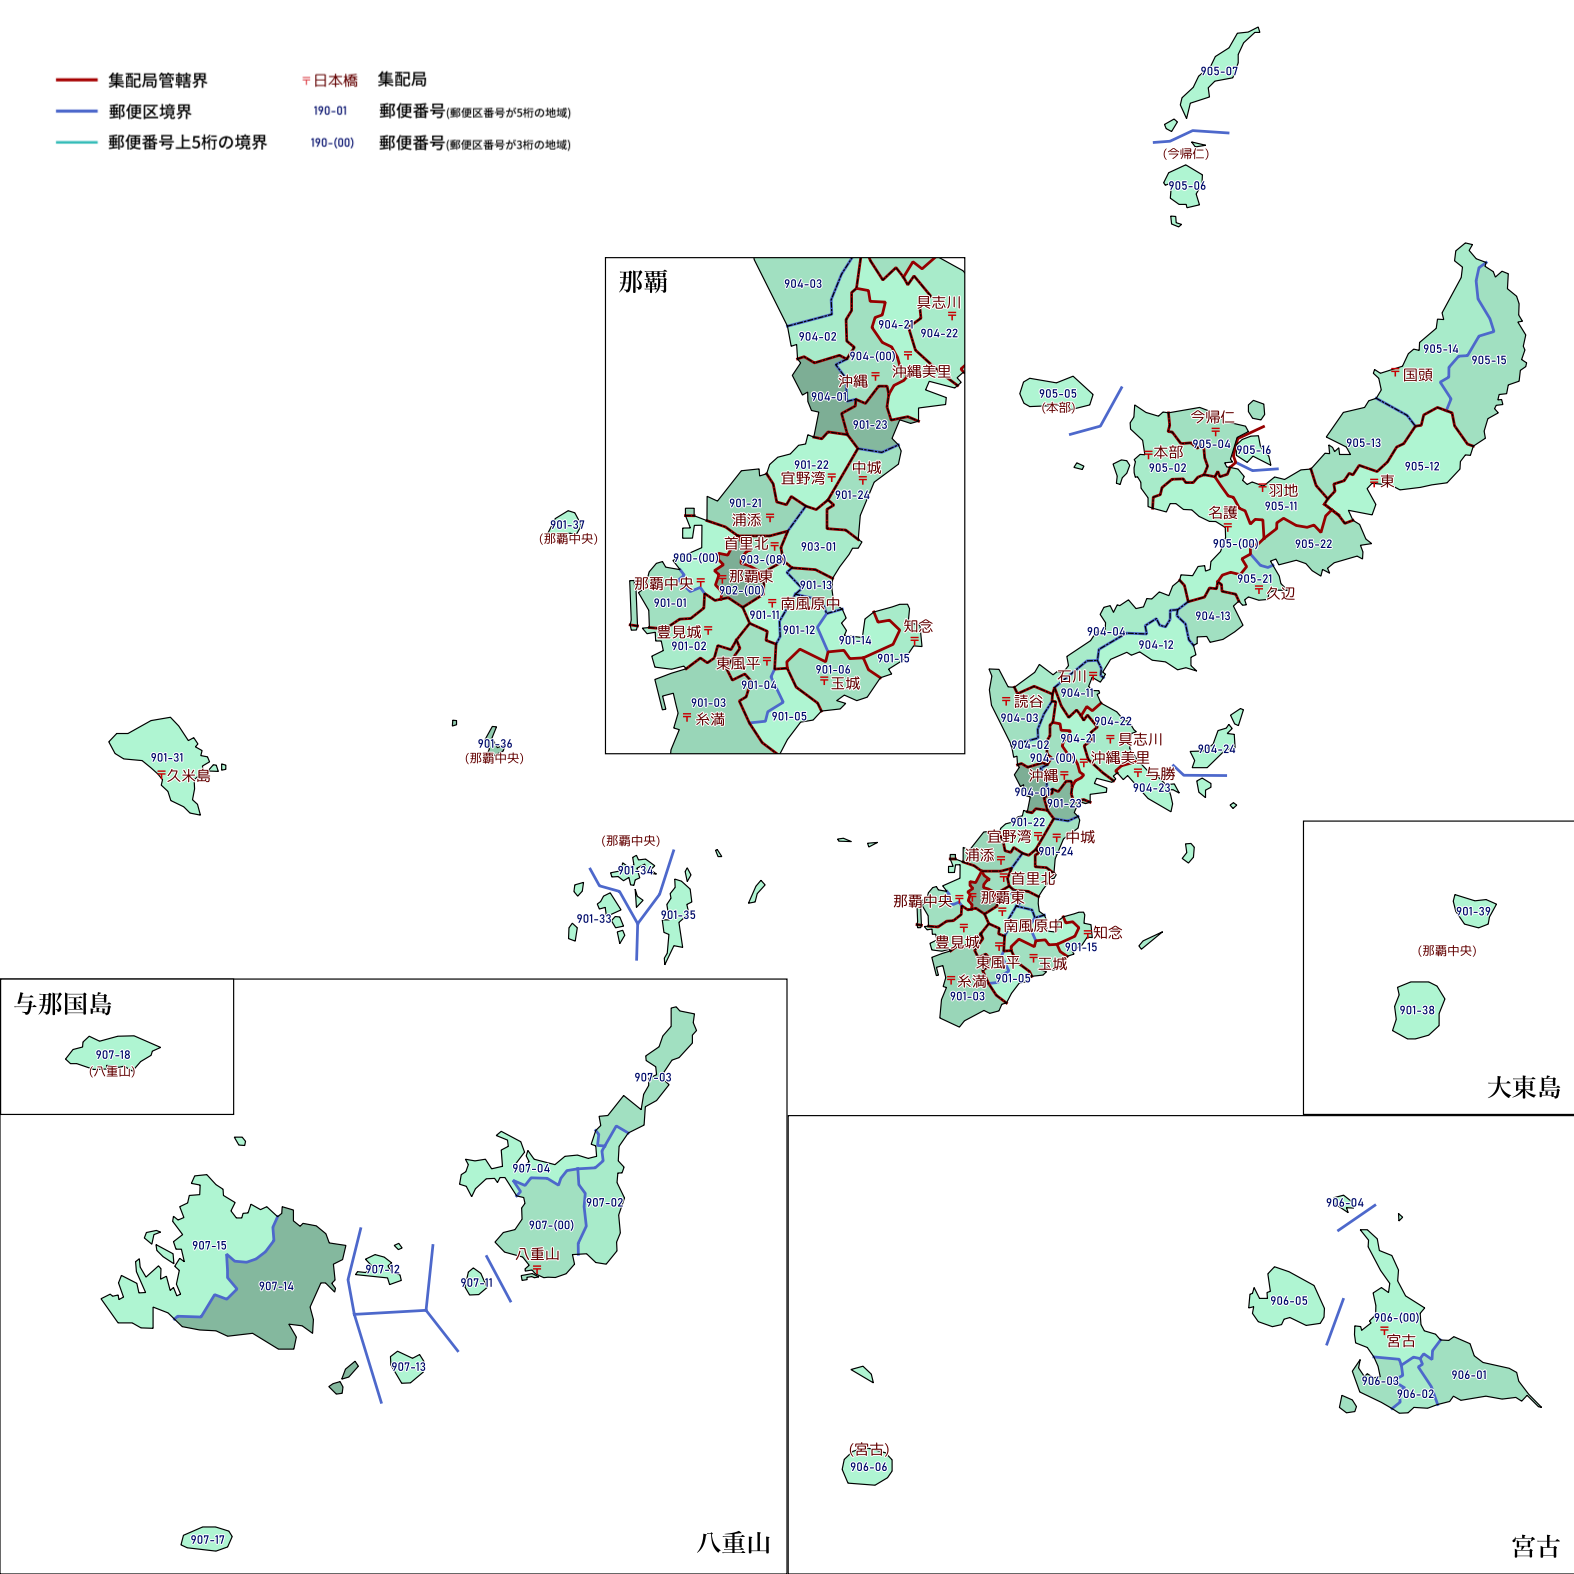 集配局管轄界
〒日本橋
集配局
郵便区境界
190-01
郵便番号(郵便区番号が5桁の地域)
郵便番号上5桁の境界
190-(00)
郵便番号(郵便区番号が3桁の地域)
905-07
(今帰仁)
905-06
905-14
905-15
〒国頭
905-13
905-12
〒東
905-05
(本部)
今帰仁
〒
905-04
905-16
〒本部
905-02
〒羽地
905-11
名護
〒
905-(00)
905-22
905-21
〒久辺
904-13
904-04
904-12
石川〒
904-11
〒読谷
904-03
904-22
904-21
〒具志川
904-02
904-(00)
〒沖縄美里
904-24
沖縄〒
〒与勝
904-01
904-23
901-23
901-22
宜野湾〒
〒中城
901-24
浦添
〒
〒首里北
那覇中央〒
〒那覇東
〒
南風原中
〒
豊見城
〒知念
901-15
〒
東風平
〒玉城
〒糸満
901-05
901-03
那覇
904-03
具志川
〒
904-02
904-21
904-22
904-(00)
〒
沖縄美里
沖縄〒
904-01
901-23
901-22
宜野湾〒
中城
〒
901-24
901-21
浦添〒
首里北〒
903-01
900-(00)
903-(08)
那覇中央〒
〒那覇東
902-(00)
901-13
901-01
〒南風原中
901-11
豊見城〒
901-12
901-02
901-14
知念
〒
東風平〒
901-15
901-06
〒玉城
901-04
901-03
〒糸満
901-05
901-37
(那覇中央)
901-36
(那覇中央)
901-31
〒久米島
(那覇中央)
901-34
901-33
901-35
901-39
(那覇中央)
901-38
大東島
与那国島
907-18
(八重山)
907-03
907-04
907-02
907-(00)
八重山
〒
907-15
907-14
907-12
907-11
907-13
907-17
八重山
906-04
906-05
906-(00)
〒
宮古
906-03
906-02
906-01
(宮古)
906-06
宮古